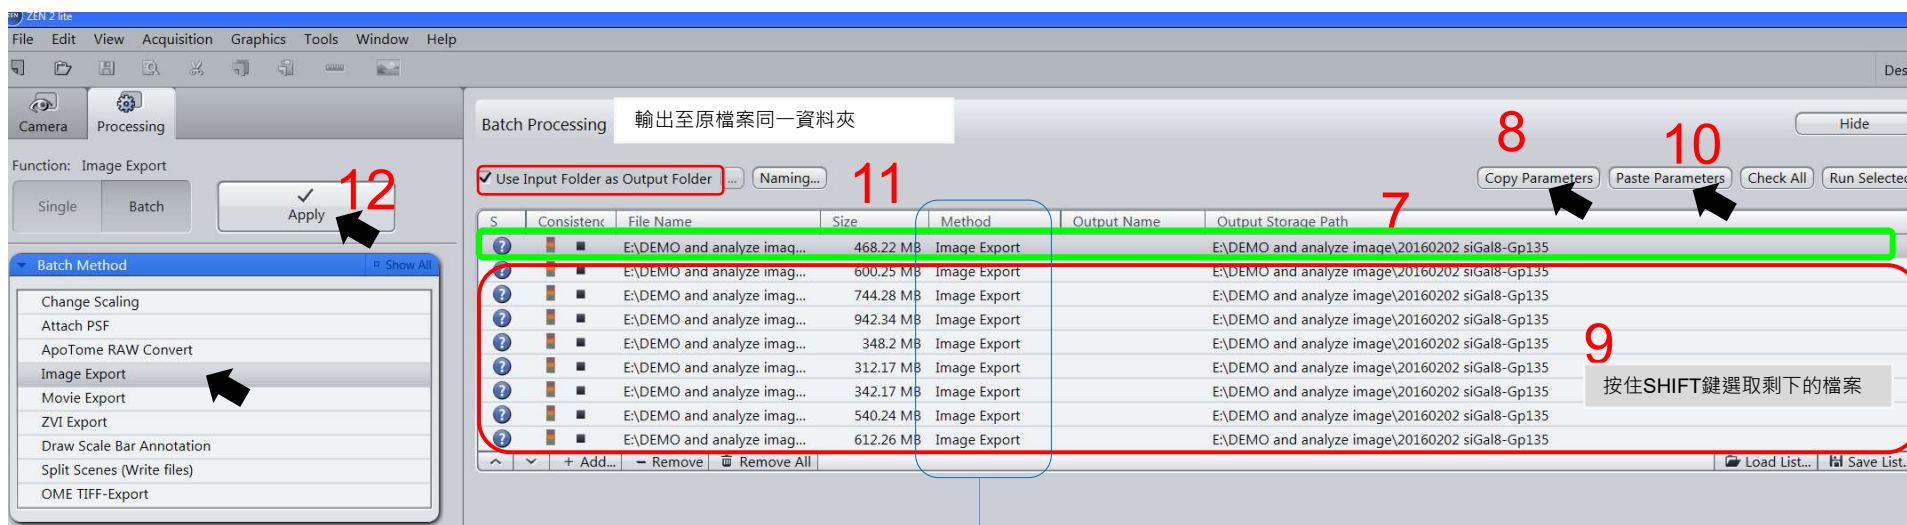 ZEN 2 lite
File Edit View Acquisition Graphics Tools Window Help
Des
Camera Processing
Batch Processing 輸出至原檔案同一資料夾
8
10
Hide
Function: Image Export
12
Single Batch Apply
Use Input Folder as Output Folder ... Naming...
11
Copy Parameters Paste Parameters Check All Run Selected
7
S Consistenc File Name Size Method Output Name Output Storage Path
E:\DEMO and analyze imag... 468.22 MB Image Export E:\DEMO and analyze image\20160202 siGal8-Gp135
E:\DEMO and analyze imag... 600.25 MB Image Export E:\DEMO and analyze image\20160202 siGal8-Gp135
E:\DEMO and analyze imag... 744.28 MB Image Export E:\DEMO and analyze image\20160202 siGal8-Gp135
E:\DEMO and analyze imag... 942.34 MB Image Export E:\DEMO and analyze image\20160202 siGal8-Gp135
E:\DEMO and analyze imag... 348.2 MB Image Export E:\DEMO and analyze image\20160202 siGal8-Gp135
E:\DEMO and analyze imag... 312.17 MB Image Export E:\DEMO and analyze image\20160202 siGal8-Gp135
E:\DEMO and analyze imag... 342.17 MB Image Export E:\DEMO and analyze image\20160202 siGal8-Gp135
E:\DEMO and analyze imag... 540.24 MB Image Export E:\DEMO and analyze image\20160202 siGal8-Gp135
E:\DEMO and analyze imag... 612.26 MB Image Export E:\DEMO and analyze image\20160202 siGal8-Gp135
9
按住SHIFT鍵選取剩下的檔案
+ Add... − Remove Remove All Load List... Save List...
Batch Method Show All
Change Scaling
Attach PSF
ApoTome RAW Convert
Image Export
Movie Export
ZVI Export
Draw Scale Bar Annotation
Split Scenes (Write files)
OME TIFF-Export